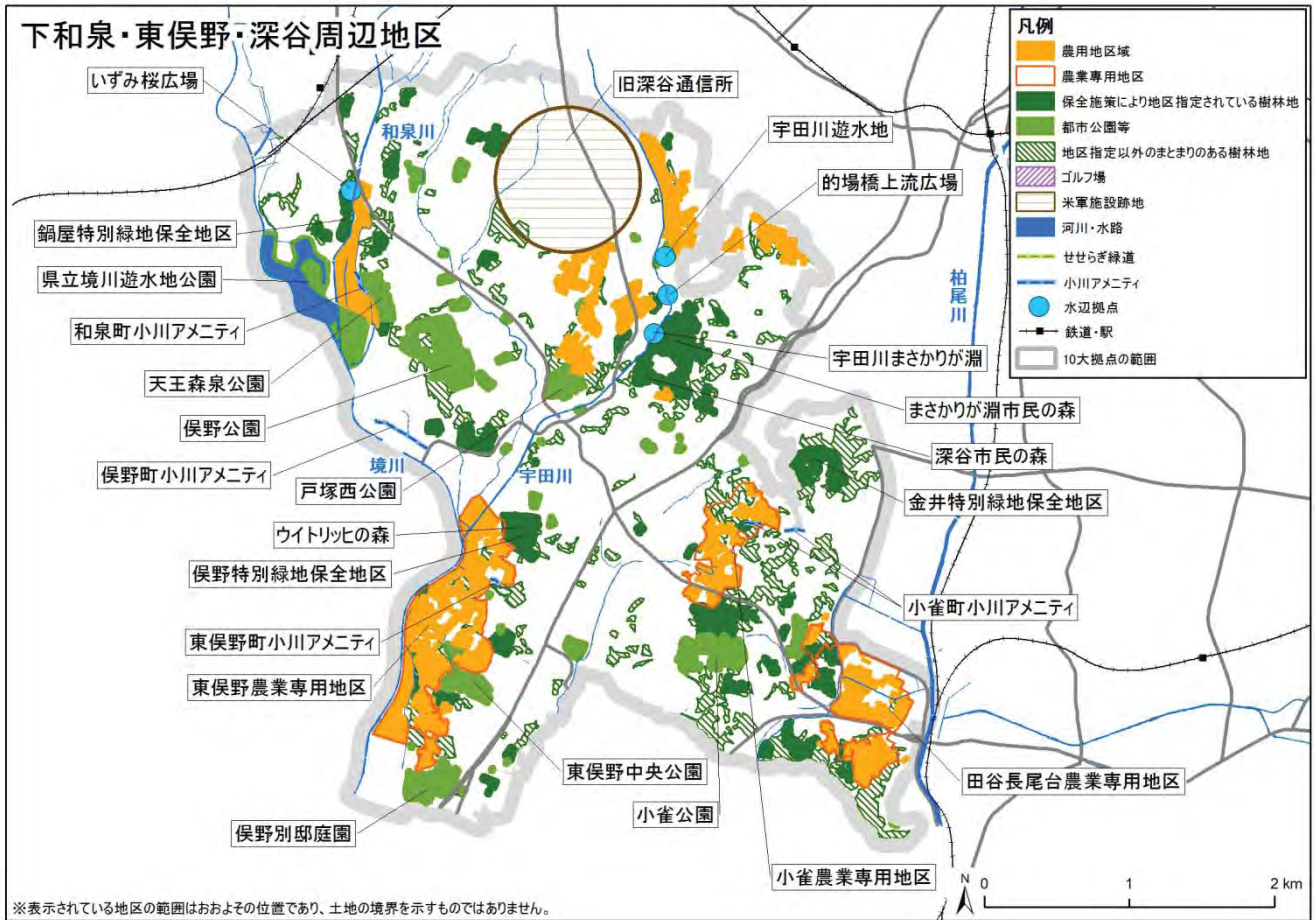 下和泉・東俣野・深谷周辺地区
いずみ桜広場
和泉川
旧深谷通信所
宇田川遊水地
的場橋上流広場
鍋屋特別緑地保全地区
県立境川遊水地公園
和泉町小川アメニティ
天王森泉公園
俣野公園
俣野町小川アメニティ
境川
戸塚西公園
宇田川
ウイトリッヒの森
俣野特別緑地保全地区
東俣野町小川アメニティ
東俣野農業専用地区
俣野別邸庭園
東俣野中央公園
小雀公園
小雀農業専用地区
田谷長尾台農業専用地区
小雀町小川アメニティ
金井特別緑地保全地区
深谷市民の森
まさかりが淵市民の森
宇田川まさかりが淵
柏尾川
凡例
農用地区域
農業専用地区
保全施策により地区指定されている樹林地
都市公園等
地区指定以外のまとまりのある樹林地
ゴルフ場
米軍施設跡地
河川・水路
せせらぎ緑道
小川アメニティ
水辺拠点
鉄道・駅
10大拠点の範囲
N
0 1 2 km
※表示されている地区の範囲はおおよその位置であり、土地の境界を示すものではありません。